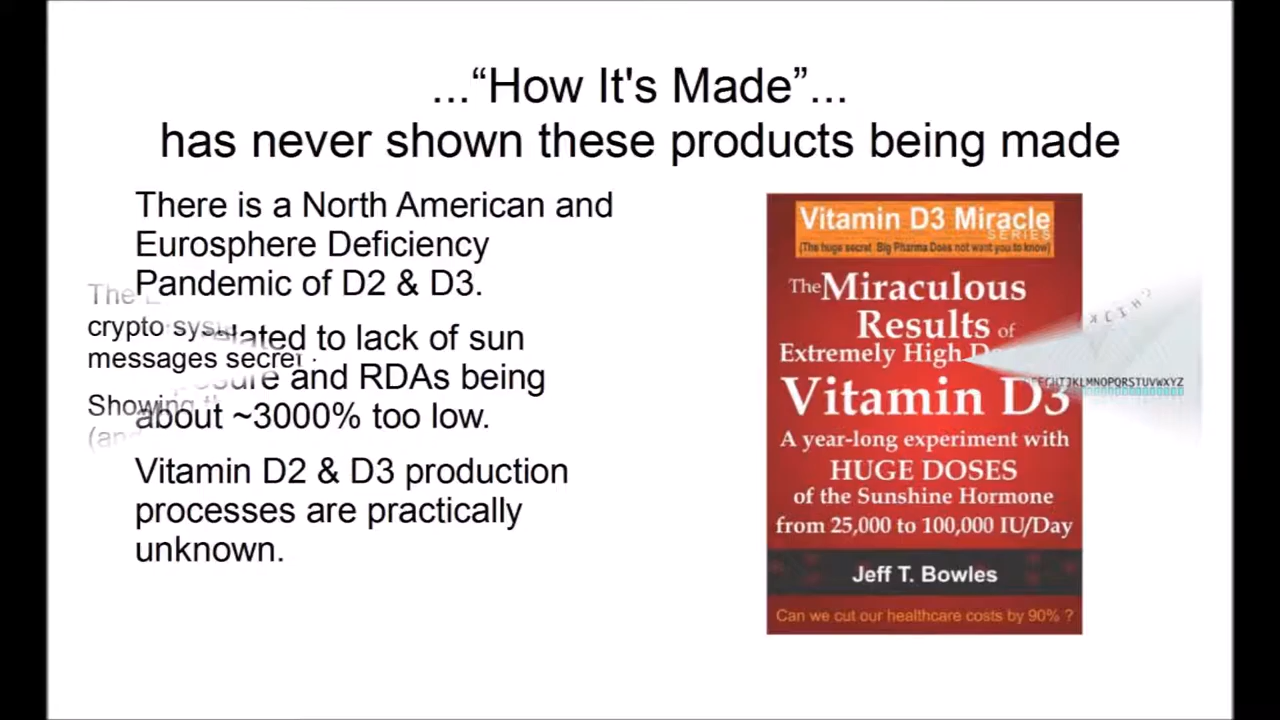 ..."How It's Made"...
has never shown these products being made
There is a North American and
Eurosphere Deficiency
Pandemic of D2 & D3.
to lack of sun
and RDAs being
about ~3000% too low.
Vitamin D2 & D3 production
processes are practically
unknown.
The
crypto
messages secret
Showing
Vitamin D3 Miracle
SERIES
(The huge secret Big Pharma Does not want you to know)
The Miraculous
Results of
Extremely High
Vitamin D3
A year-long experiment with
HUGE DOSES
of the Sunshine Hormone
from 25,000 to 100,000 IU/Day
Jeff T. Bowles
Can we cut our healthcare costs by 90% ?
JKLMNOPQRSTUVWXYZ